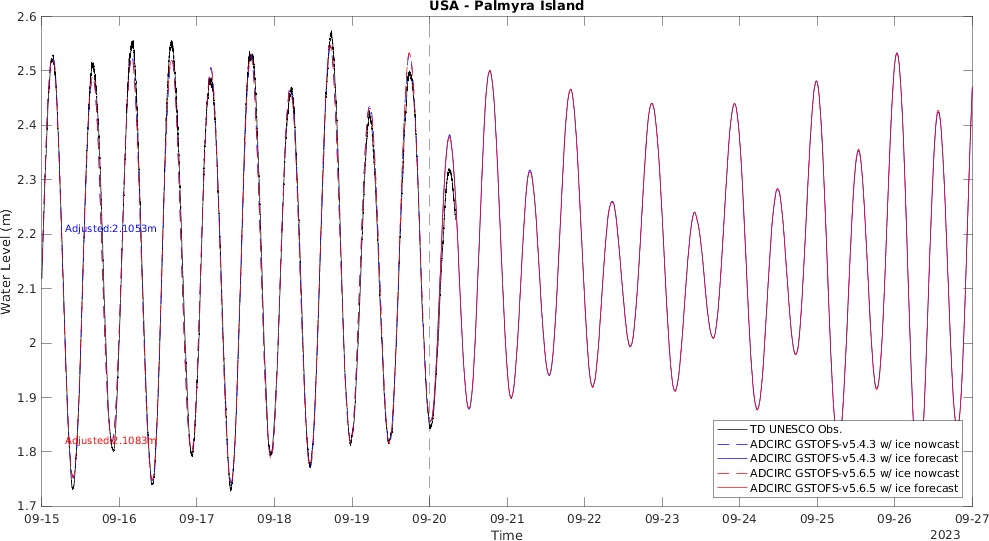 USA - Palmyra Island
2.6
2.5
2.4
2.3
2.2
2.1
2
1.9
1.8
1.7
Water Level (m)
Adjusted:2.1053m
Adjusted:2.1083m
TD UNESCO Obs.
ADCIRC GSTOFS-v5.4.3 w/ ice nowcast
ADCIRC GSTOFS-v5.4.3 w/ ice forecast
ADCIRC GSTOFS-v5.6.5 w/ ice nowcast
ADCIRC GSTOFS-v5.6.5 w/ ice forecast
09-15 09-16 09-17 09-18 09-19 09-20 09-21 09-22 09-23 09-24 09-25 09-26 09-27
Time
2023